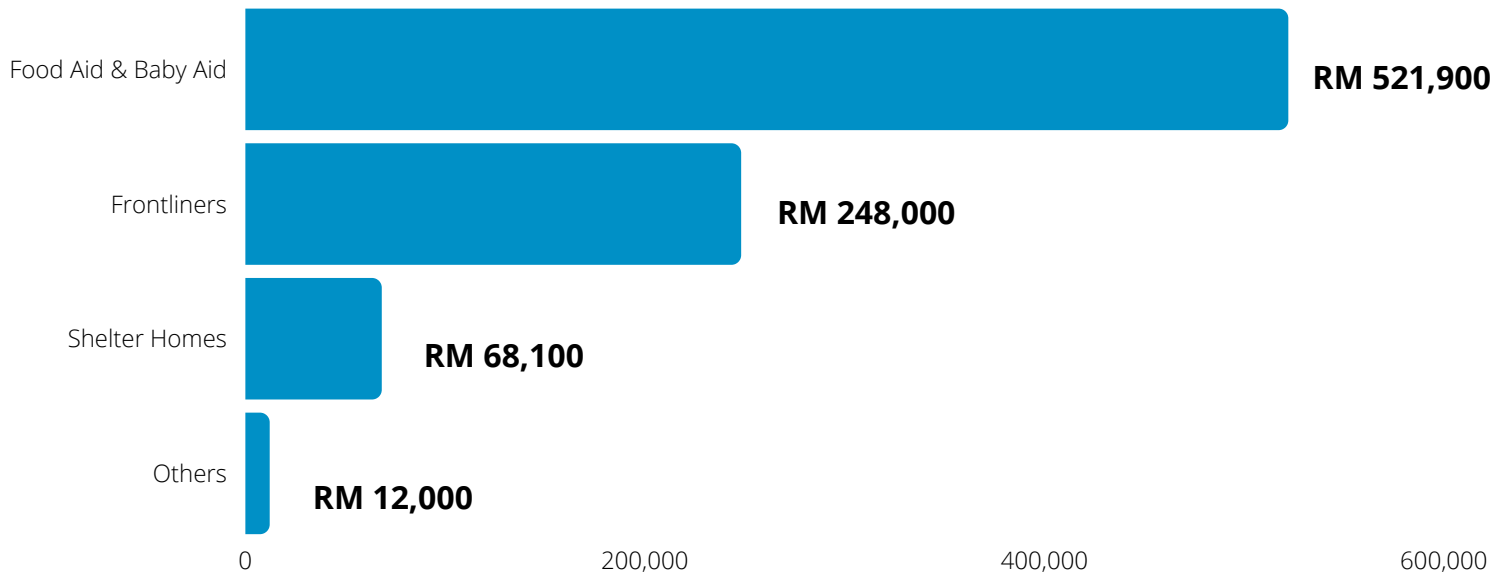 Food Aid & Baby Aid
RM 521,900
Frontliners
RM 248,000
Shelter Homes
RM 68,100
Others
RM 12,000
0
200,000
400,000
600,000